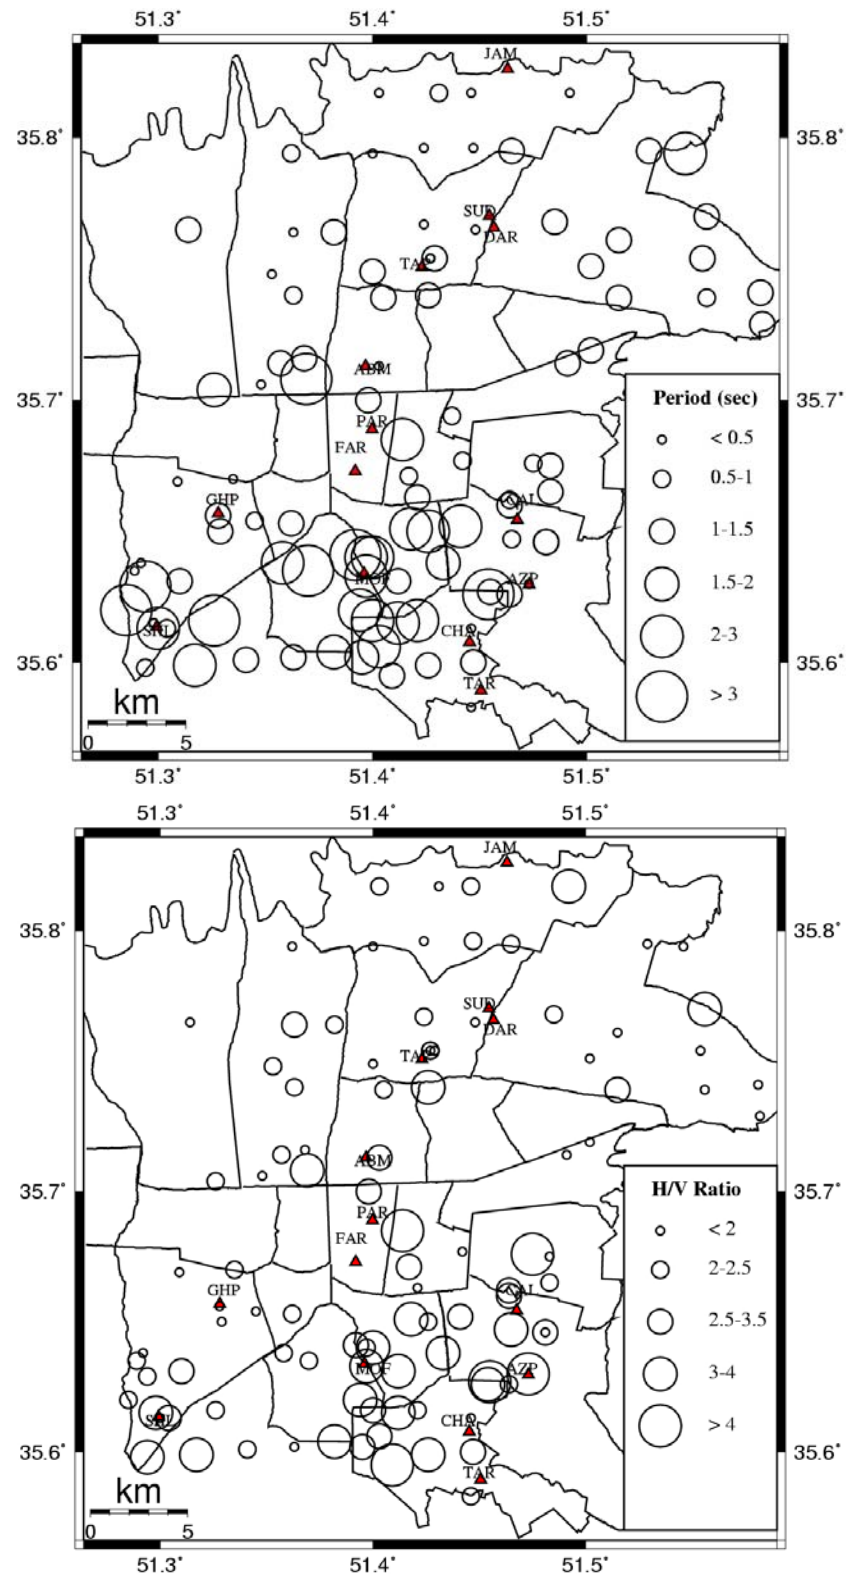 51.3° 51.4° 51.5°
JAM
35.8° 35.8°
SUD
DAR
TAP
ABM
35.7° 35.7°
Period (sec)
PAR
< 0.5
FAR
0.5-1
GHP
CAL
1-1.5
MOF
AZP
1.5-2
SHL
CHA
2-3
35.6° 35.6°
TAR
> 3
km
0 5
51.3° 51.4° 51.5°
51.3° 51.4° 51.5°
JAM
35.8° 35.8°
SUD
DAR
TAP
ABM
35.7° 35.7°
H/V Ratio
PAR
< 2
FAR
2-2.5
GHP
CAL
2.5-3.5
MOF
AZP
3-4
SHL
CHA
> 4
35.6° 35.6°
TAR
km
0 5
51.3° 51.4° 51.5°